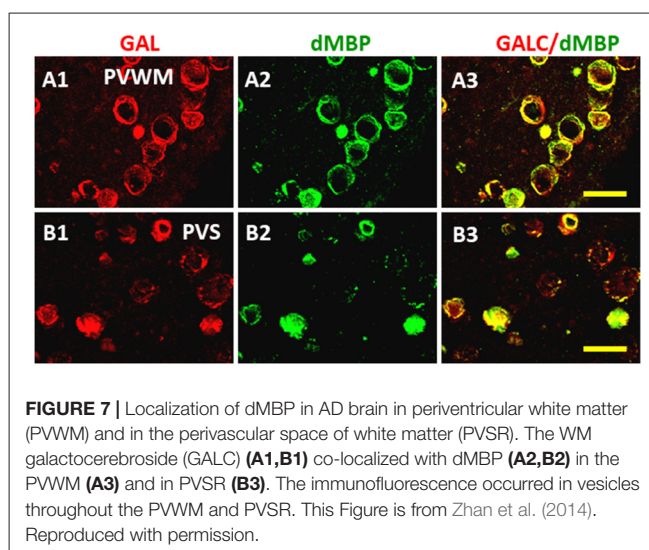 GAL dMBP GALC/dMBP
A1 PVWM A2 A3
B1 PVS B2 B3
FIGURE 7 | Localization of dMBP in AD brain in periventricular white matter
(PVWM) and in the perivascular space of white matter (PVSR). The WM
galactocerebroside (GALC) (A1,B1) co-localized with dMBP (A2,B2) in the
PVWM (A3) and in PVSR (B3). The immunofluorescence occurred in vesicles
throughout the PVWM and PVSR. This Figure is from Zhan et al. (2014).
Reproduced with permission.